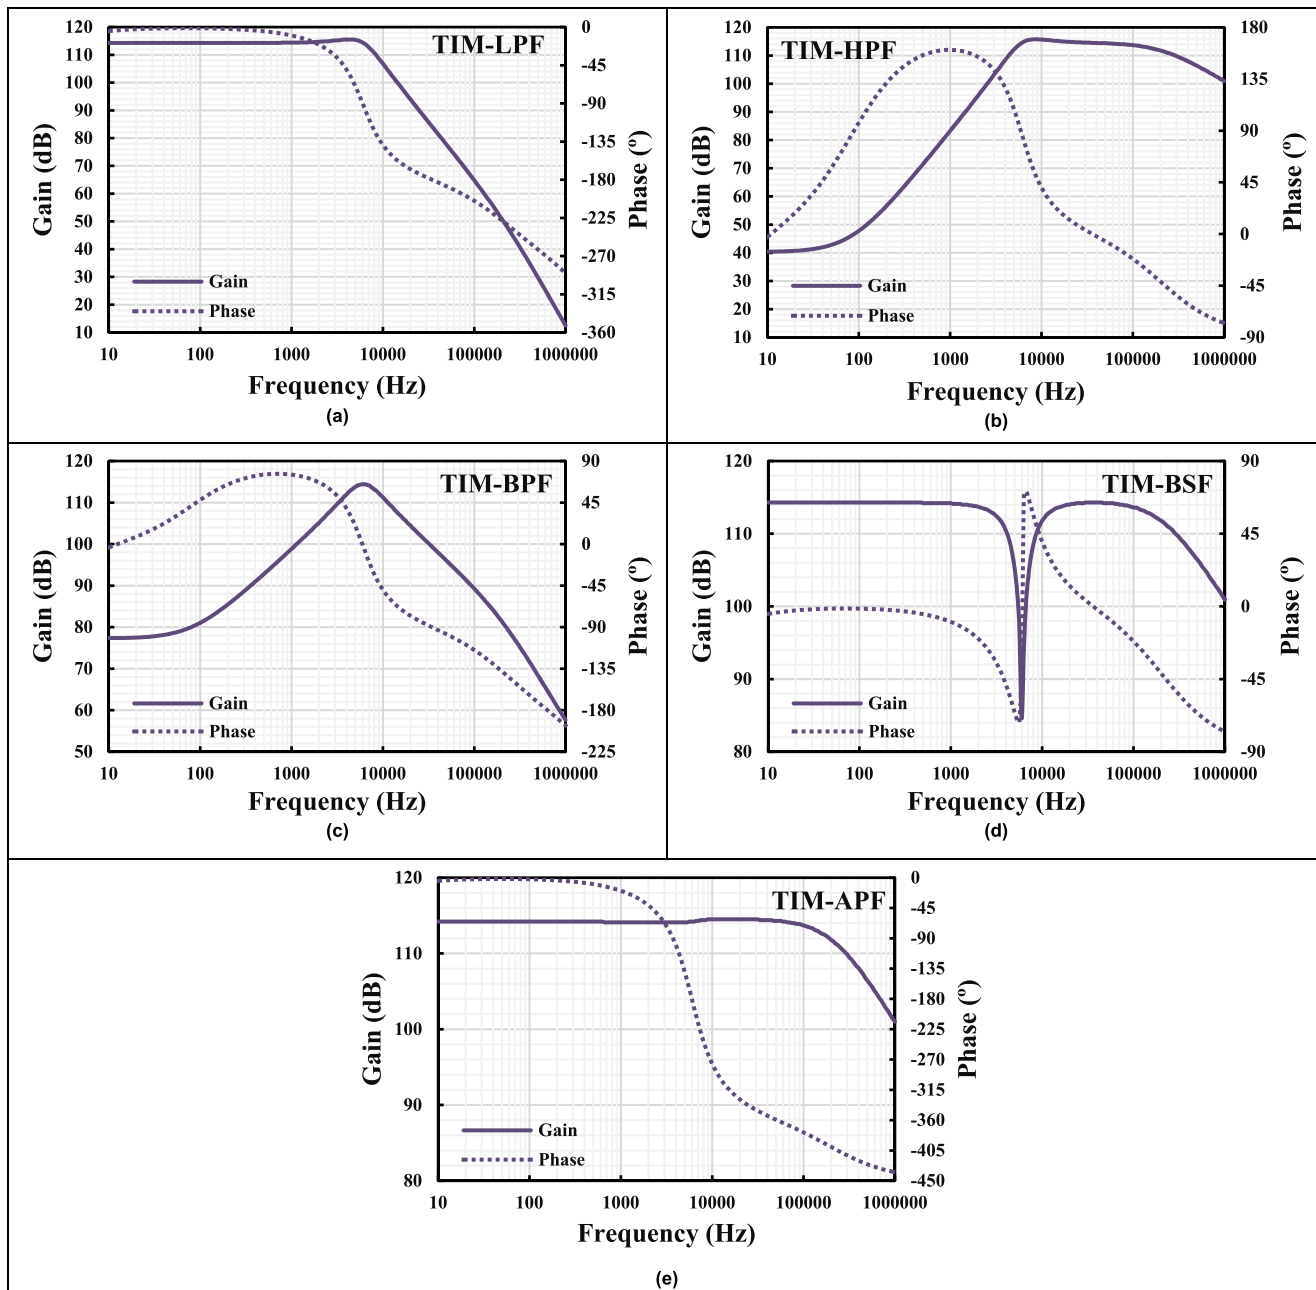 TIM-LPF
120
110
100
90
80
70
60
50
40
30
20
10
0
-45
-90
-135
-180
-225
-270
-315
-360
Gain (dB)
Phase (º)
Gain
Phase
10 100 1000 10000 100000 1000000
Frequency (Hz)
(a)
TIM-HPF
120
110
100
90
80
70
60
50
40
30
20
10
180
135
90
45
0
-45
-90
Gain (dB)
Phase (º)
Gain
Phase
10 100 1000 10000 100000 1000000
Frequency (Hz)
(b)
TIM-BPF
120
110
100
90
80
70
60
50
90
45
0
-45
-90
-135
-180
-225
Gain (dB)
Phase (º)
Gain
Phase
10 100 1000 10000 100000 1000000
Frequency (Hz)
(c)
TIM-BSF
120
110
100
90
80
90
45
0
-45
-90
Gain (dB)
Phase (º)
Gain
Phase
10 100 1000 10000 100000 1000000
Frequency (Hz)
(d)
TIM-APF
120
110
100
90
80
0
-45
-90
-135
-180
-225
-270
-315
-360
-405
-450
Gain (dB)
Phase (º)
Gain
Phase
10 100 1000 10000 100000 1000000
Frequency (Hz)
(e)